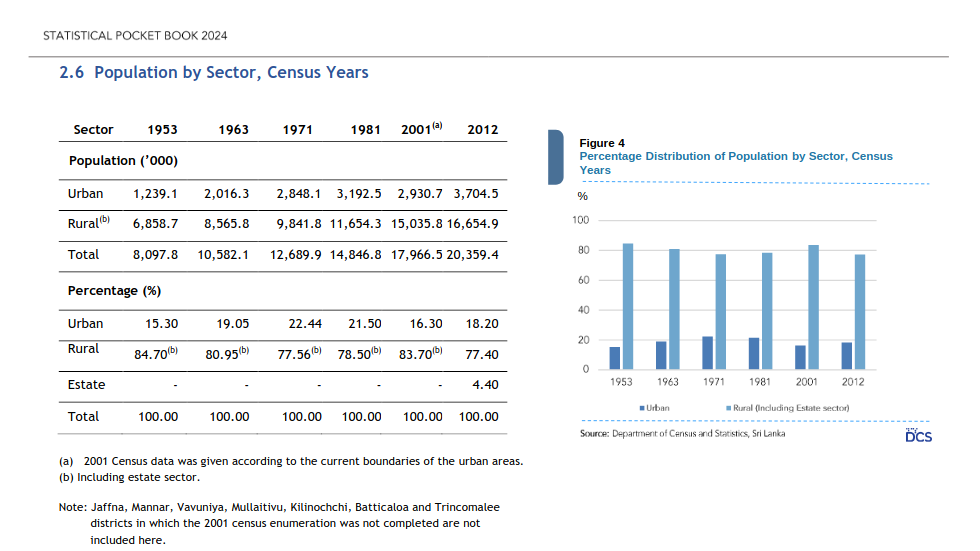 STATISTICAL POCKET BOOK 2024
2.6 Population by Sector, Census Years
Sector 1953 1963 1971 1981 2001(a) 2012
Population (’000)
Urban 1,239.1 2,016.3 2,848.1 3,192.5 2,930.7 3,704.5
Rural(b) 6,858.7 8,565.8 9,841.8 11,654.3 15,035.8 16,654.9
Total 8,097.8 10,582.1 12,689.9 14,846.8 17,966.5 20,359.4
Percentage (%)
Urban 15.30 19.05 22.44 21.50 16.30 18.20
Rural 84.70(b) 80.95(b) 77.56(b) 78.50(b) 83.70(b) 77.40
Estate - - - - - 4.40
Total 100.00 100.00 100.00 100.00 100.00 100.00
(a) 2001 Census data was given according to the current boundaries of the urban areas.
(b) Including estate sector.
Note: Jaffna, Mannar, Vavuniya, Mullaitivu, Kilinochchi, Batticaloa and Trincomalee
districts in which the 2001 census enumeration was not completed are not
included here.
Figure 4
Percentage Distribution of Population by Sector, Census
Years
%
100
80
60
40
20
0
1953 1963 1971 1981 2001 2012
Urban Rural (Including Estate sector)
Source: Department of Census and Statistics, Sri Lanka
DCS